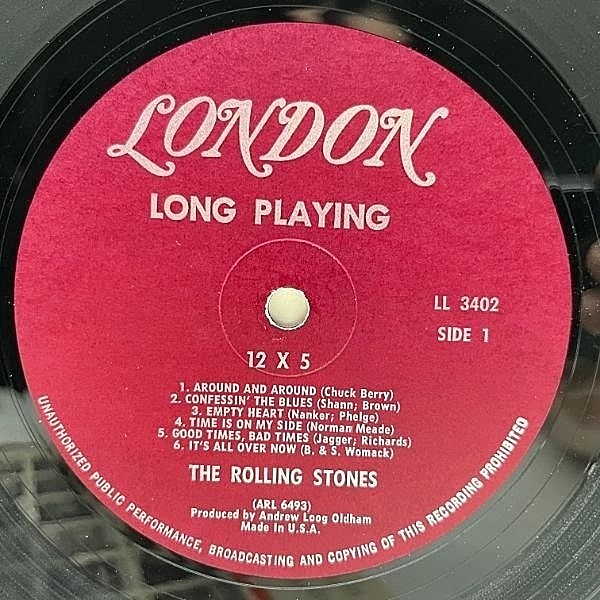 LONDON
LONG PLAYING
LL 3402
SIDE 1
12 X 5
1. AROUND AND AROUND (Chuck Berry)
2. CONFESSIN' THE BLUES (Shann; Brown)
3. EMPTY HEART (Nanker; Phelge)
4. TIME IS ON MY SIDE (Norman Meade)
5. GOOD TIMES, BAD TIMES (Jagger; Richards)
6. IT'S ALL OVER NOW (B. & S. Womack)
THE ROLLING STONES
(ARL 6493)
Produced by Andrew Loog Oldham
Made in U.S.A.
UNAUTHORIZED PUBLIC PERFORMANCE, BROADCASTING AND COPYING OF THIS RECORDING PROHIBITED